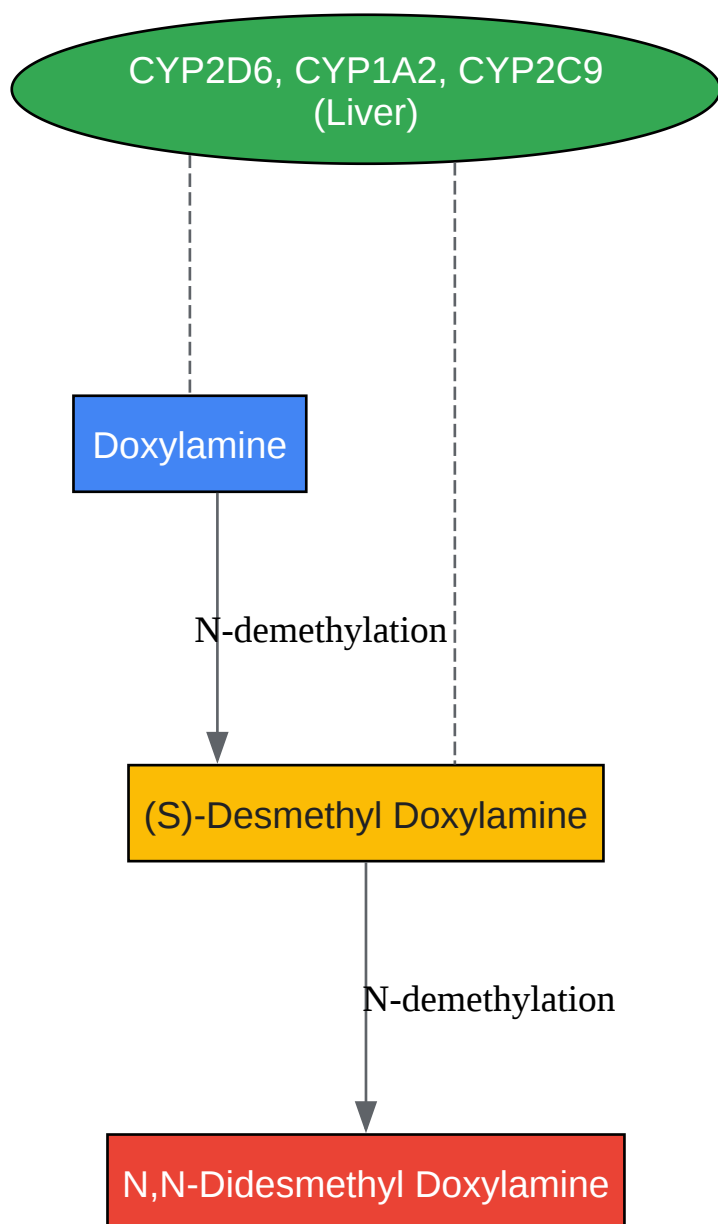 CYP2D6, CYP1A2, CYP2C9
(Liver)
Doxylamine
N-demethylation
(S)-Desmethyl Doxylamine
N-demethylation
N,N-Didesmethyl Doxylamine